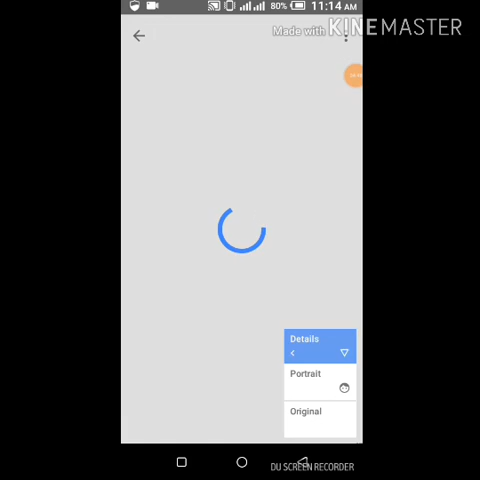 80% 11:14 AM
Made with KINEMASTER
Details
Portrait
Original
DU SCREEN RECORDER